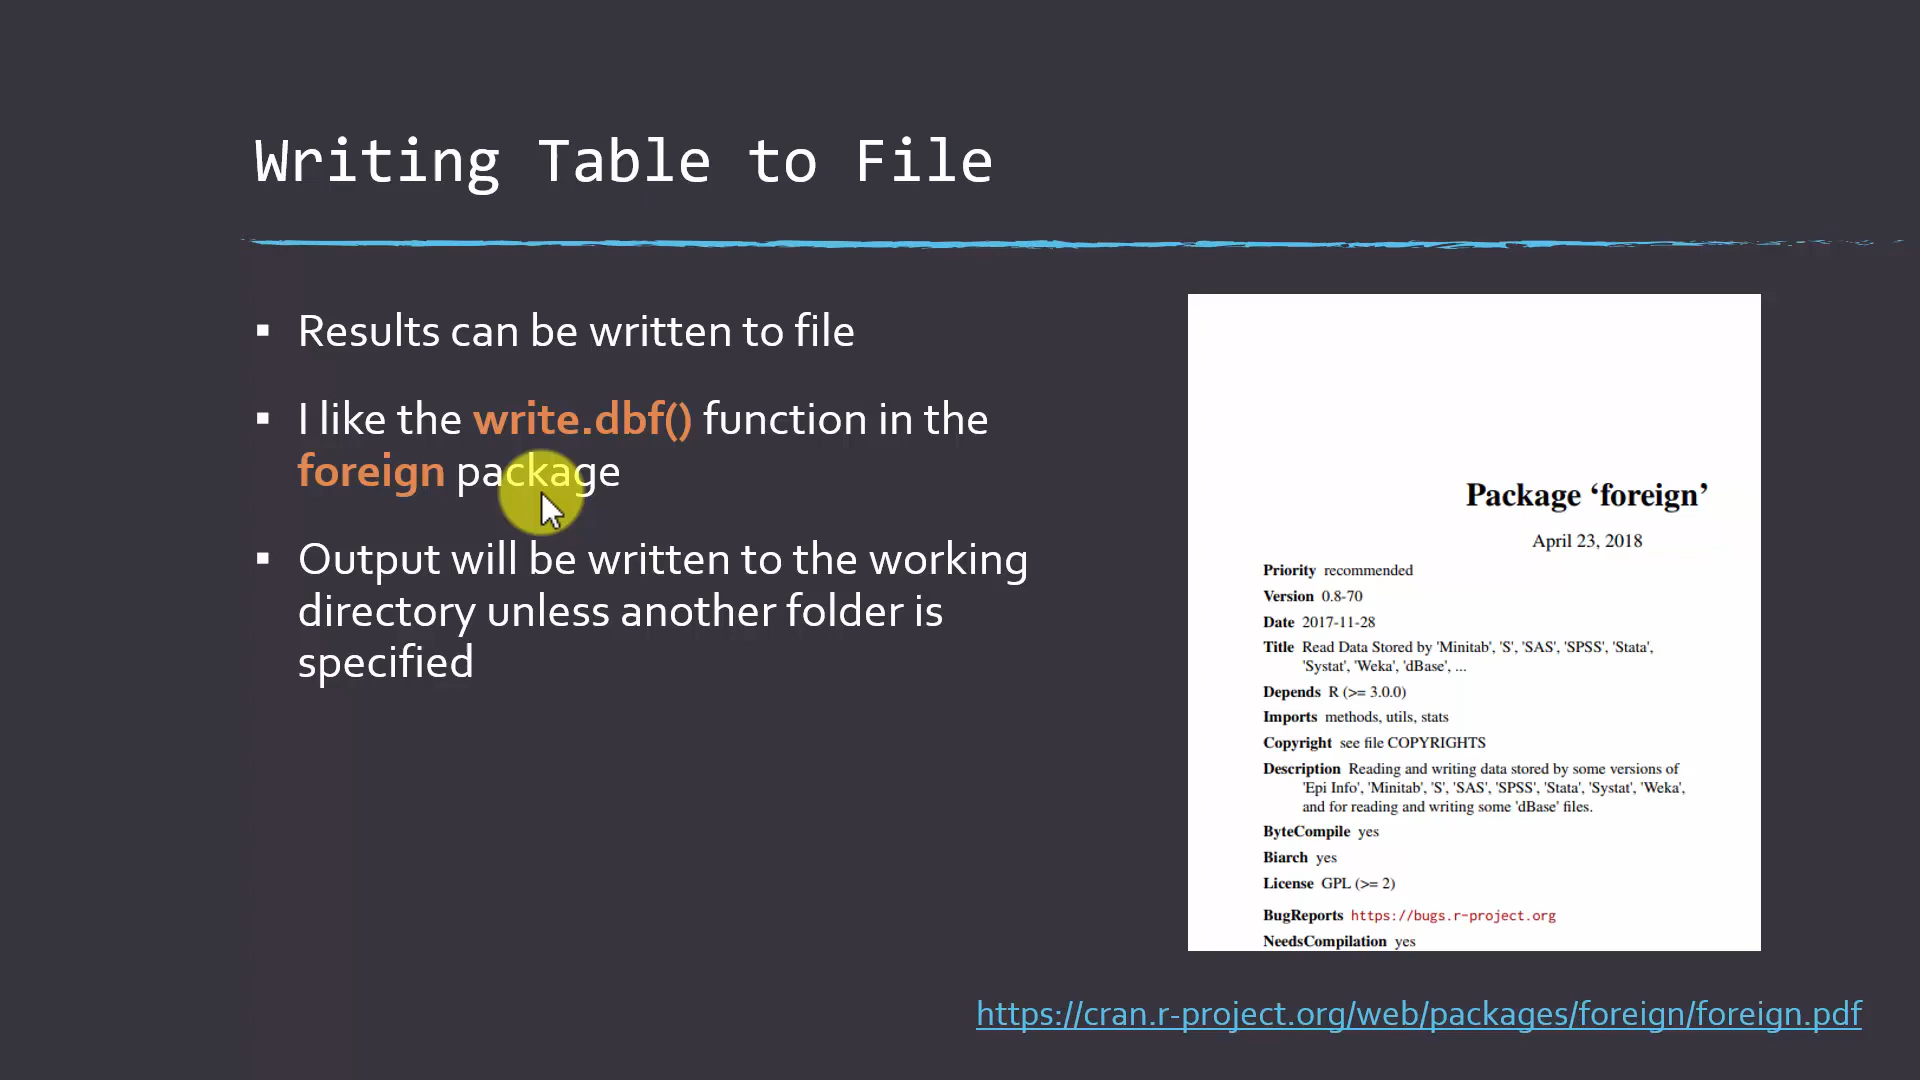 Writing Table to File
▪ Results can be written to file
▪ I like the write.dbf() function in the
foreign package
▪ Output will be written to the working
directory unless another folder is
specified
Package ‘foreign’
April 23, 2018
Priority recommended
Version 0.8-70
Date 2017-11-28
Title Read Data Stored by 'Minitab', 'S', 'SAS', 'SPSS', 'Stata',
'Systat', 'Weka', 'dBase', ...
Depends R (>= 3.0.0)
Imports methods, utils, stats
Copyright see file COPYRIGHTS
Description Reading and writing data stored by some versions of
'Epi Info', 'Minitab', 'S', 'SAS', 'SPSS', 'Stata', 'Systat', 'Weka',
and for reading and writing some 'dBase' files.
ByteCompile yes
Biarch yes
License GPL (>= 2)
BugReports https://bugs.r-project.org
NeedsCompilation yes
https://cran.r-project.org/web/packages/foreign/foreign.pdf